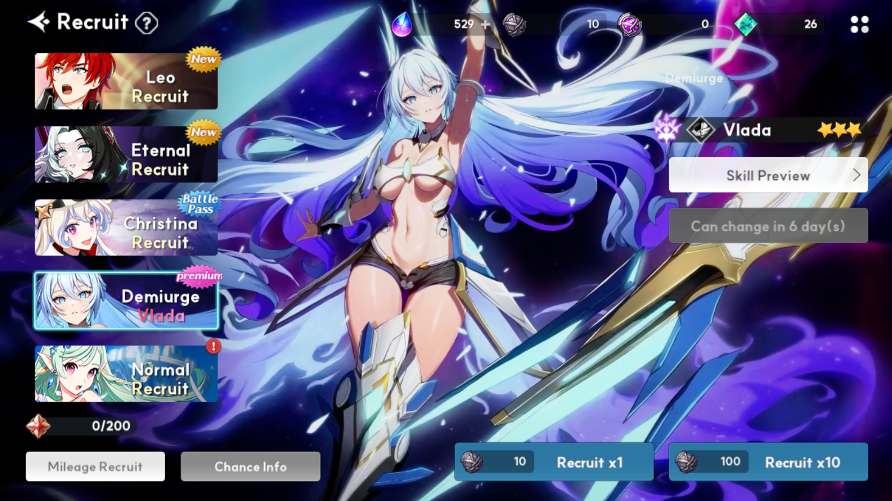 Recruit ?
529 +
10
0
26
New
Leo
Recruit
New
Eternal
Recruit
Battle
Pass
Christina
Recruit
premium
Demiurge
Vlada
!
Normal
Recruit
0/200
Mileage Recruit
Chance Info
Demiurge
Vlada
Skill Preview
Can change in 6 day(s)
10
Recruit x1
100
Recruit x10